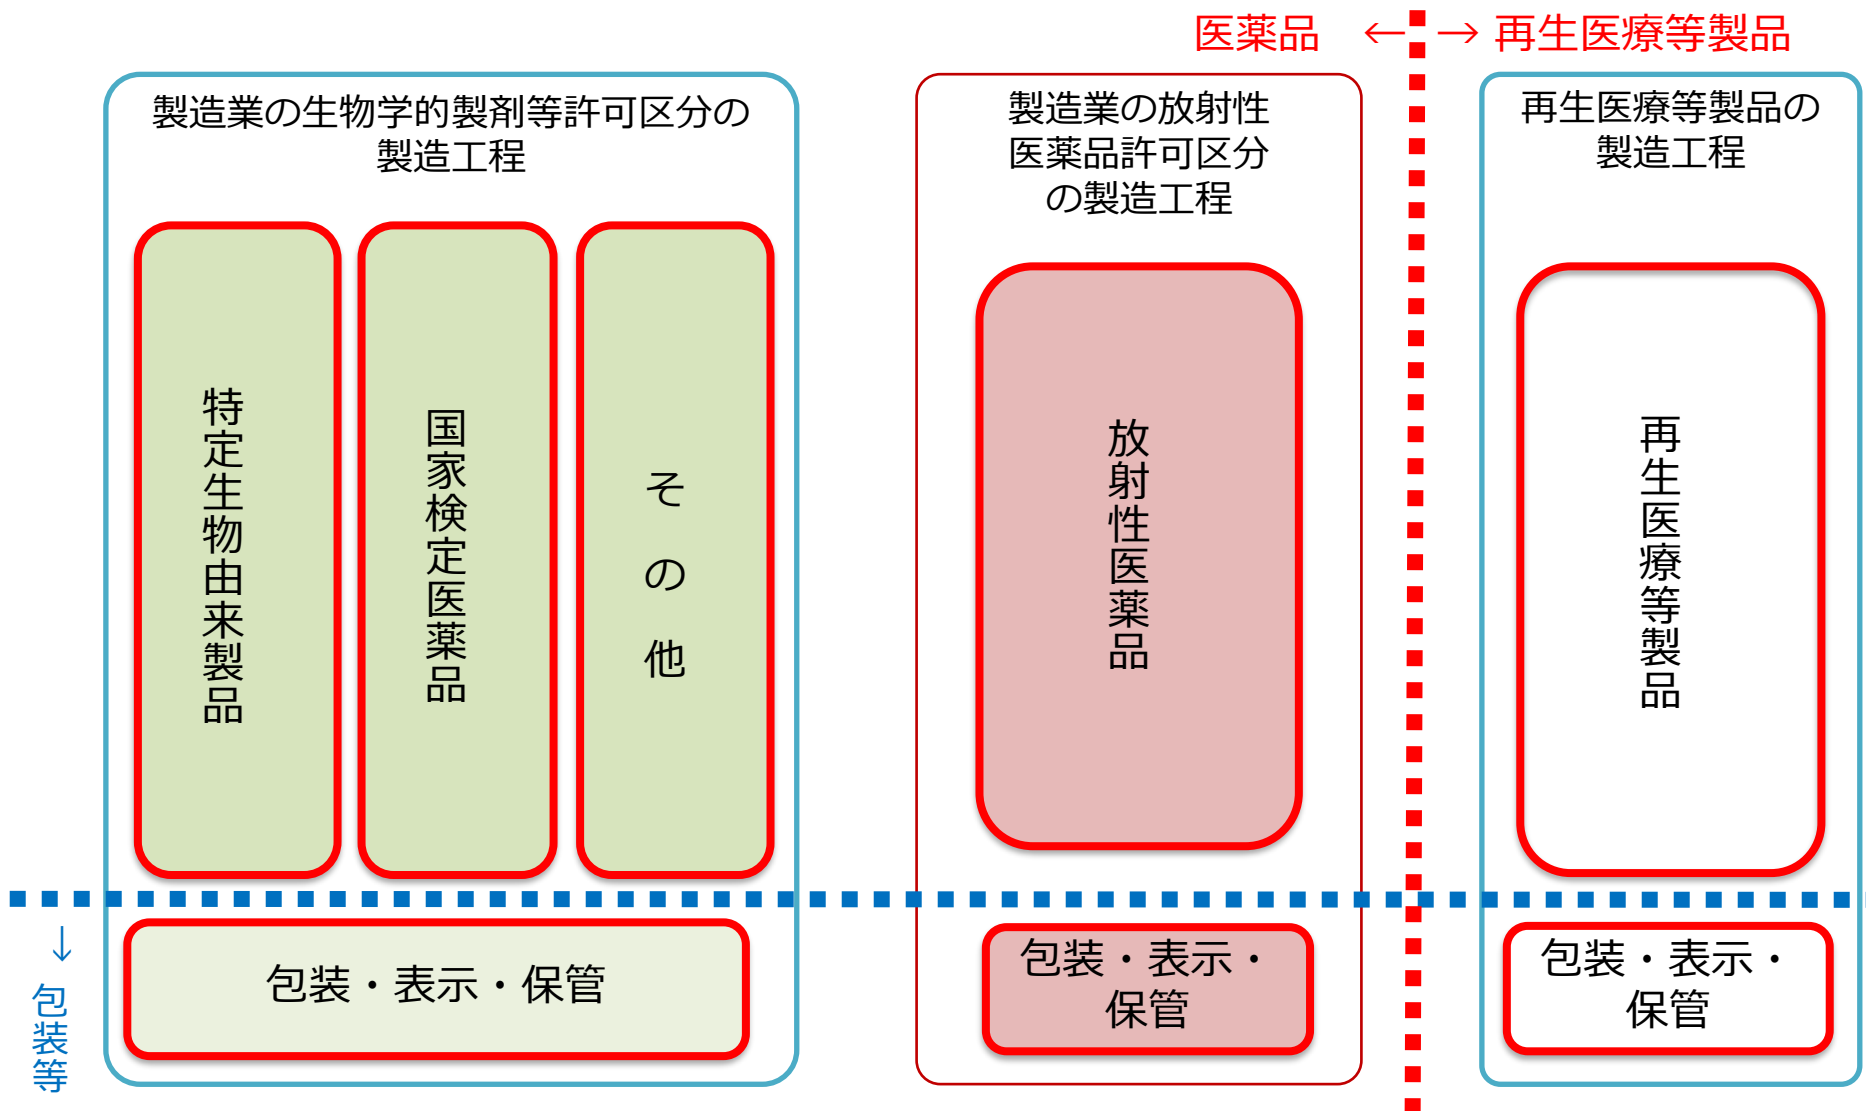 医薬品 ← → 再生医療等製品
製造業の生物学的製剤等許可区分の
製造工程
特定生物由来製品
国家検定医薬品
その他
包装・表示・保管
製造業の放射性
医薬品許可区分
の製造工程
放射性医薬品
包装・表示・
保管
再生医療等製品の
製造工程
再生医療等製品
包装・表示・
保管
↓
包装等